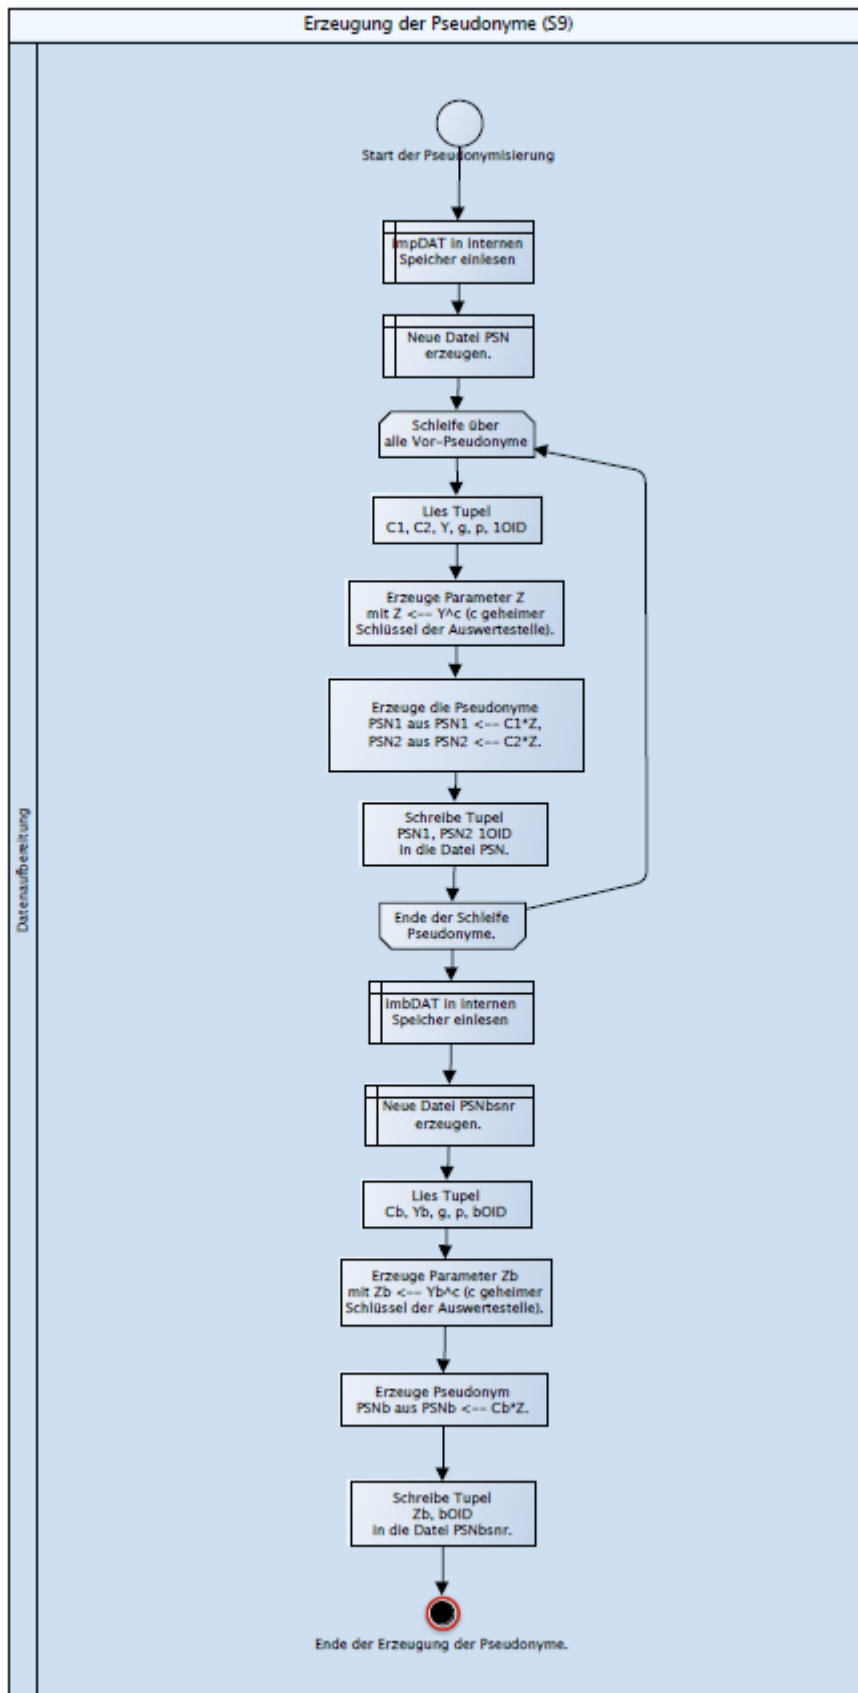 Erzeugung der Pseudonyme (S9)
Datenaufbereitung
Start der Pseudonymisierung
ImpDAT in internen
Speicher einlesen
Neue Datei PSN
erzeugen.
Schleife über
alle Vor-Pseudonyme
Lies Tupel
C1, C2, Y, g, p, 1OID
Erzeuge Parameter Z
mit Z <-- Y^c (c geheimer
Schlüssel der Auswertestelle).
Erzeuge die Pseudonyme
PSN1 aus PSN1 <-- C1*Z,
PSN2 aus PSN2 <-- C2*Z.
Schreibe Tupel
PSN1, PSN2 1OID
in die Datei PSN.
Ende der Schleife
Pseudonyme.
ImbDAT in internen
Speicher einlesen
Neue Datei PSNbsnr
erzeugen.
Lies Tupel
Cb, Yb, g, p, bOID
Erzeuge Parameter Zb
mit Zb <-- Yb^c (c geheimer
Schlüssel der Auswertestelle).
Erzeuge Pseudonym
PSNb aus PSNb <-- Cb*Z.
Schreibe Tupel
Zb, bOID
in die Datei PSNbsnr.
Ende der Erzeugung der Pseudonyme.